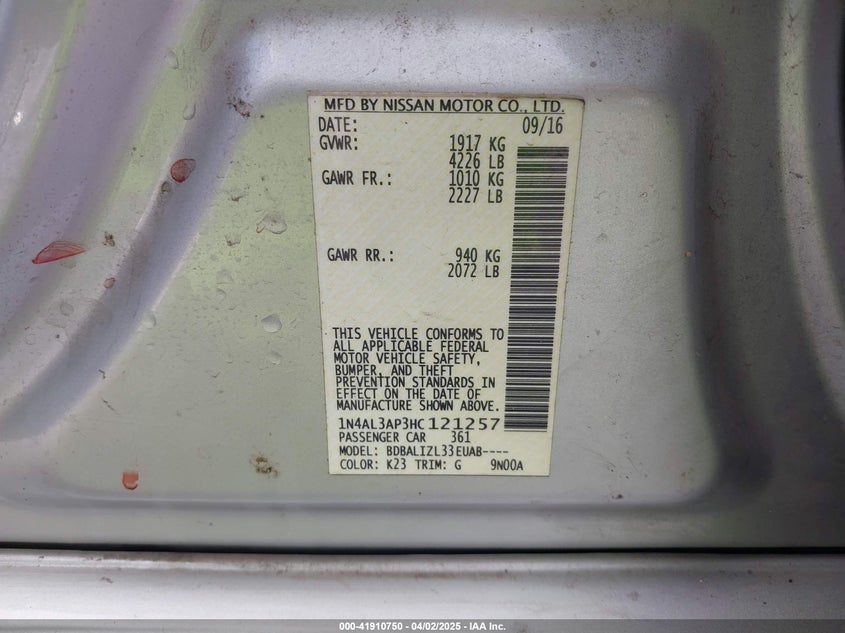 MFD BY NISSAN MOTOR CO., LTD.
DATE: 09/16
GVWR: 1917 KG
4226 LB
GAWR FR.: 1010 KG
2227 LB
GAWR RR.: 940 KG
2072 LB
THIS VEHICLE CONFORMS TO
ALL APPLICABLE FEDERAL
MOTOR VEHICLE SAFETY,
BUMPER, AND THEFT
PREVENTION STANDARDS IN
EFFECT ON THE DATE OF
MANUFACTURE SHOWN ABOVE.
1N4AL3AP3HC121257
PASSENGER CAR 361
MODEL: BDBALIZL33EUAB----
COLOR: K23 TRIM: G 9N00A
000-41910750 - 04/02/2025 - IAA Inc.